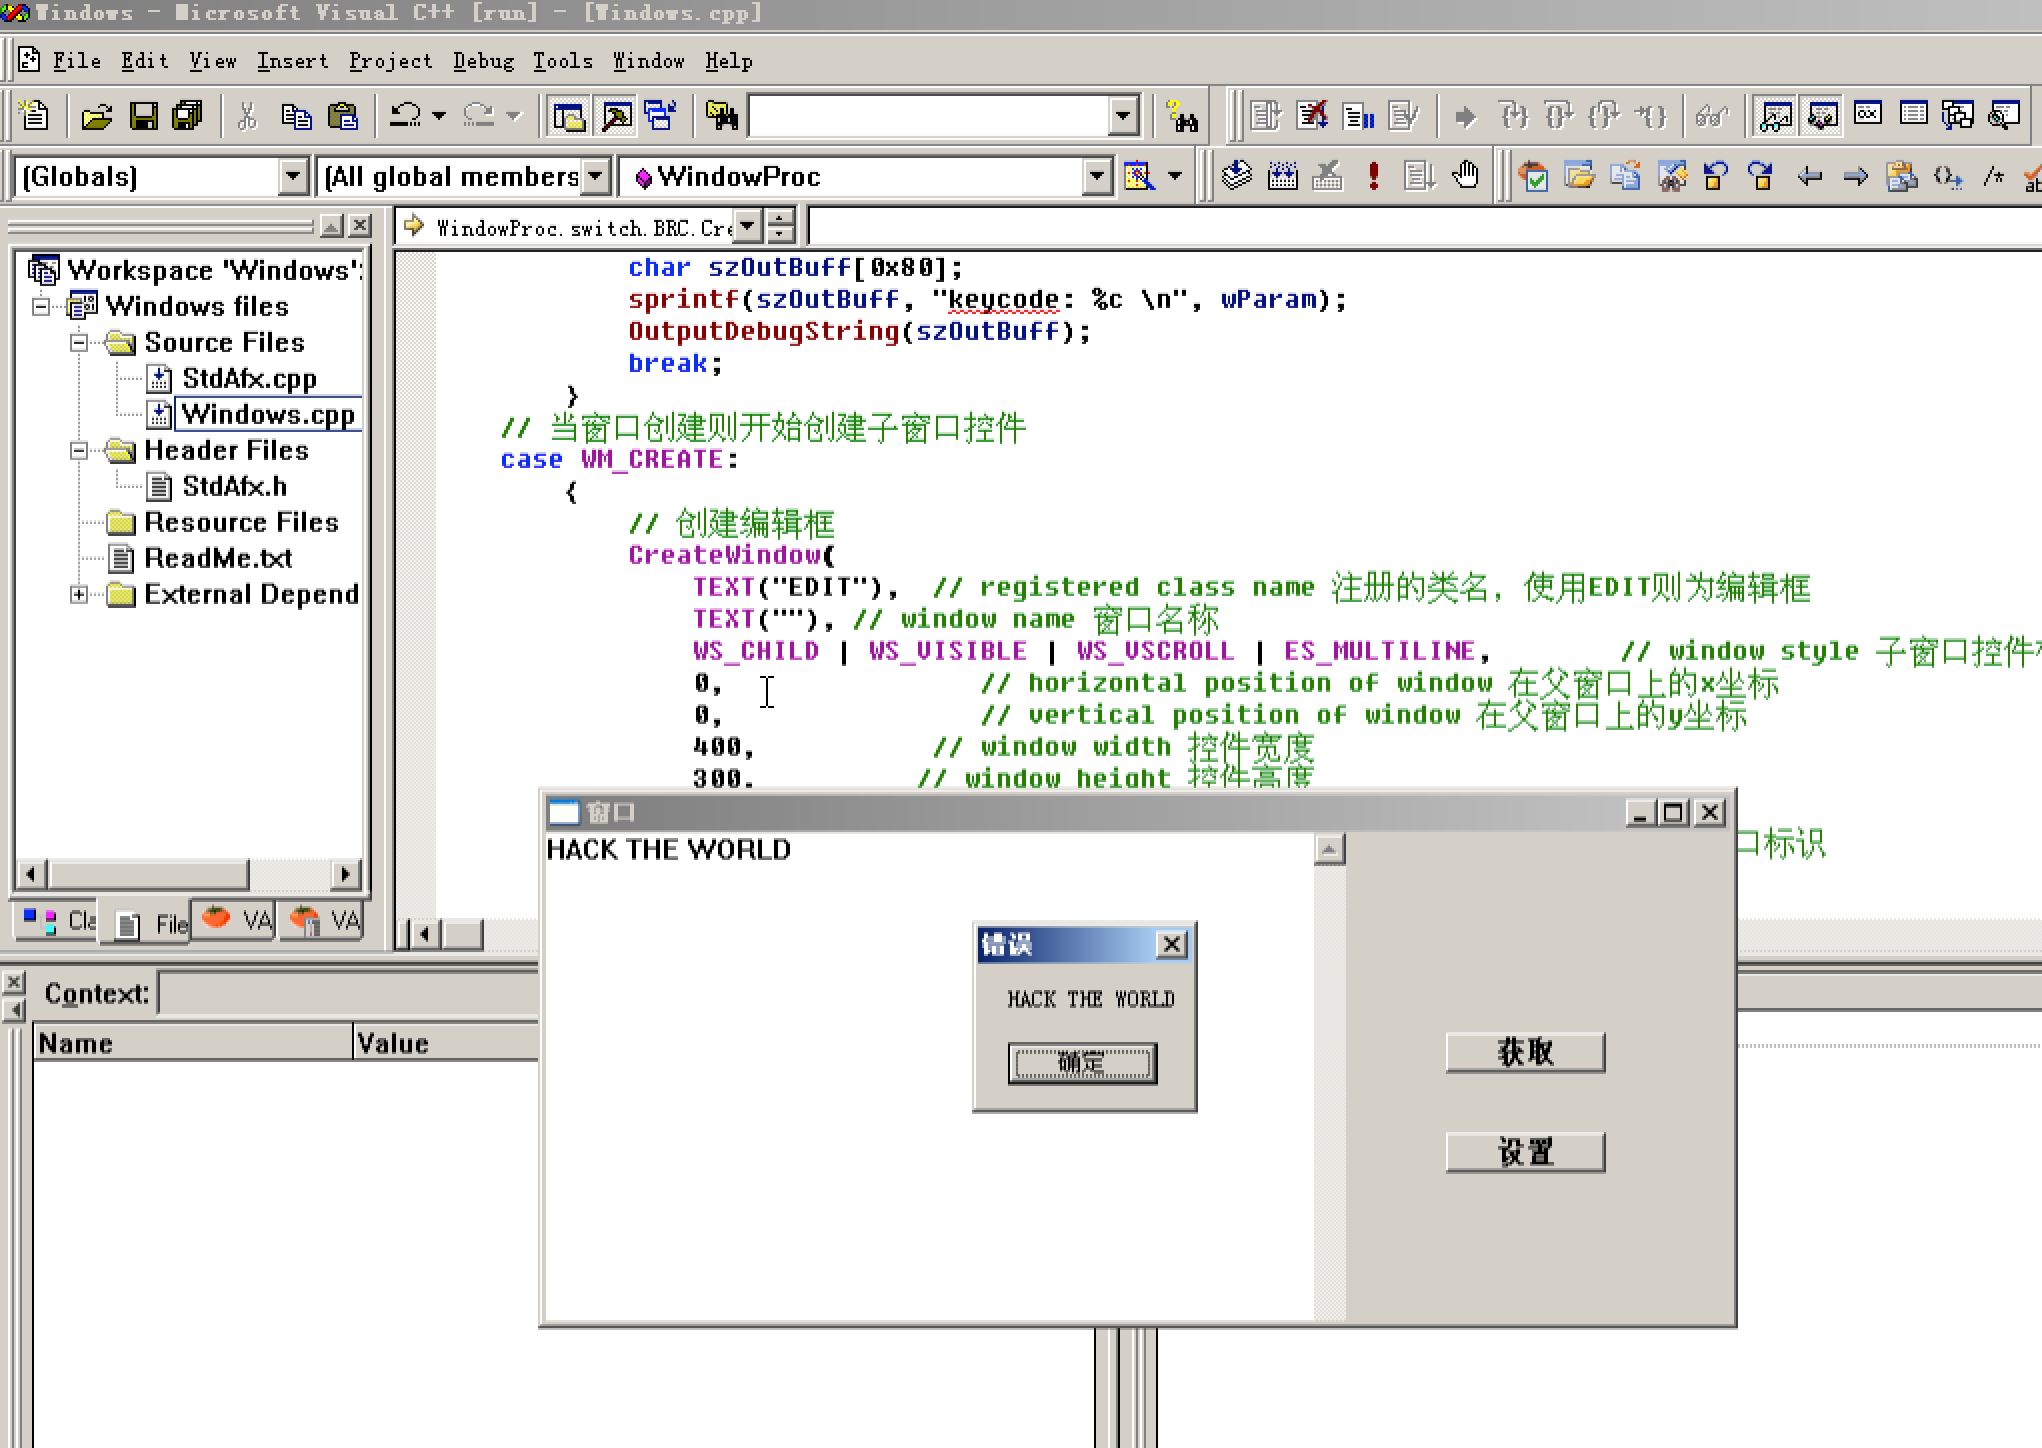 Windows - Microsoft Visual C++ [run] - [Windows.cpp]
File Edit View Insert Project Debug Tools Window Help
(Globals) (All global members WindowProc
WindowProc.switch.BRC.Cre
Workspace 'Windows':
Windows files
Source Files
StdAfx.cpp
Windows.cpp
Header Files
StdAfx.h
Resource Files
ReadMe.txt
External Depend
Cla File VA VA
char szOutBuff[0x80];
sprintf(szOutBuff, "keycode: %c \n", wParam);
OutputDebugString(szOutBuff);
break;
}
// 当窗口创建则开始创建子窗口控件
case WM_CREATE:
{
// 创建编辑框
CreateWindow(
TEXT("EDIT"), // registered class name 注册的类名，使用EDIT则为编辑框
TEXT(""), // window name 窗口名称
WS_CHILD | WS_VISIBLE | WS_VSCROLL | ES_MULTILINE, // window style 子窗口控件
0, // horizontal position of window 在父窗口上的x坐标
0, // vertical position of window 在父窗口上的y坐标
400, // window width 控件宽度
300, // window height 控件高度
口标识
窗口
HACK THE WORLD
错误
HACK THE WORLD
确定
获取
设置
Context:
Name Value